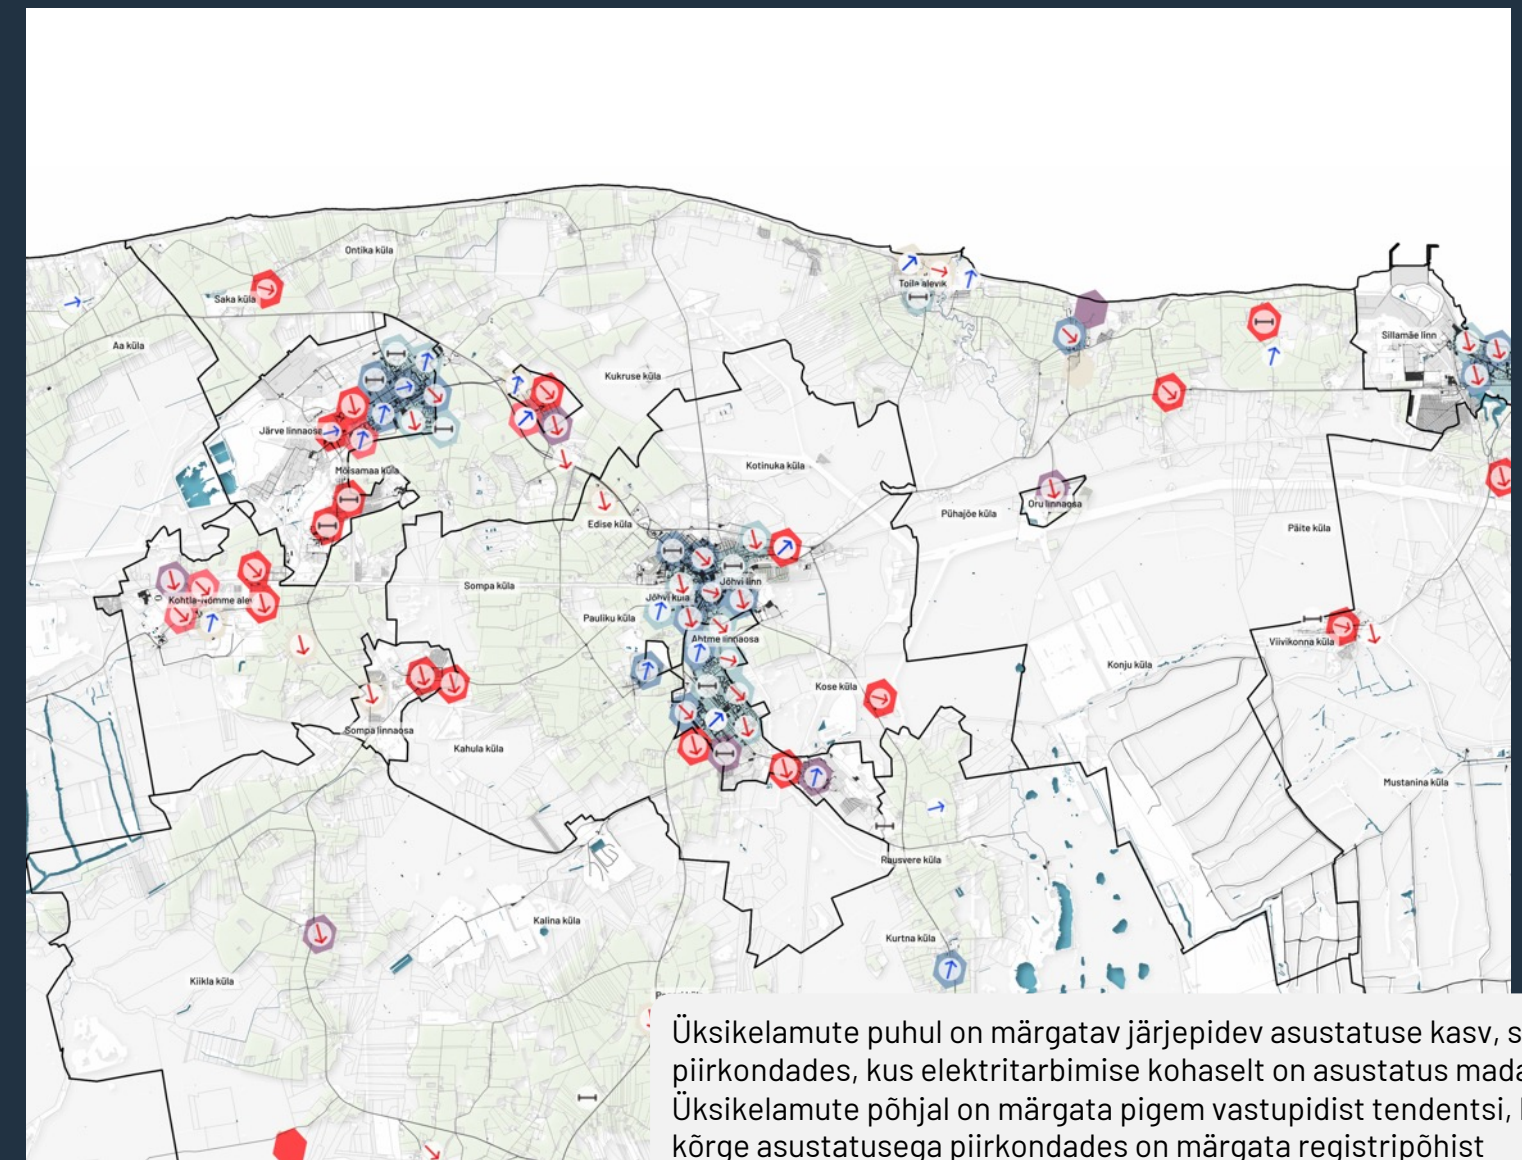 Ontika küla
Saka küla
Toila alevik
Aa küla
Sillamäe linn
Kukruse küla
Järve linnaosa
Mõisamaa küla
Kotinuka küla
Oru linnaosa
Pühajõe küla
Edise küla
Päite küla
Sompa küla
Jõhvi linn
Kohtla-Nõmme ale
Jõhvi küla
Pauliku küla
Ahtme linnaosa
Viivikonna küla
Konju küla
Kose küla
Sompa linnaosa
Kahula küla
Mustanina küla
Rausvere küla
Kalina küla
Kurtna küla
Kiikla küla
Üksikelamute puhul on märgatav järjepidev asustatuse kasv, s
piirkondades, kus elektritarbimise kohaselt on asustatus mada
Üksikelamute põhjal on märgata pigem vastupidist tendentsi,
kõrge asustatusega piirkondades on märgata registripõhist